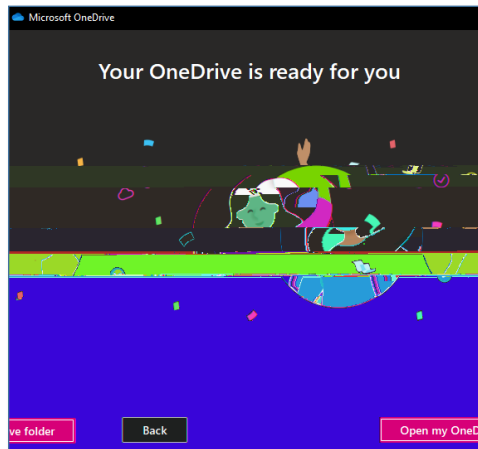 Microsoft OneDrive
Your OneDrive is ready for you
ve folder
Back
Open my OneD